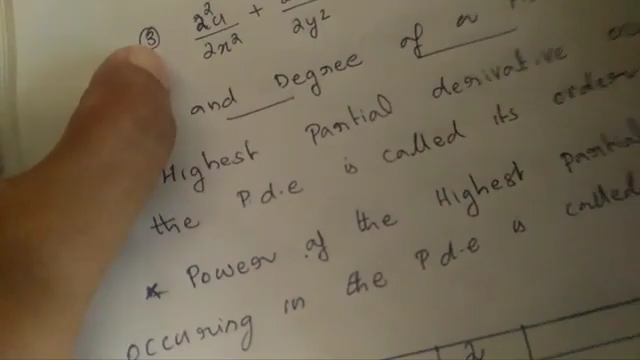 ③ ∂²u/∂x² + ∂y²
and Degree of a
Highest Partial derivative
the P.d.e is called its order
* Power of the Highest Partial
occuring in the P.d.e is called
2